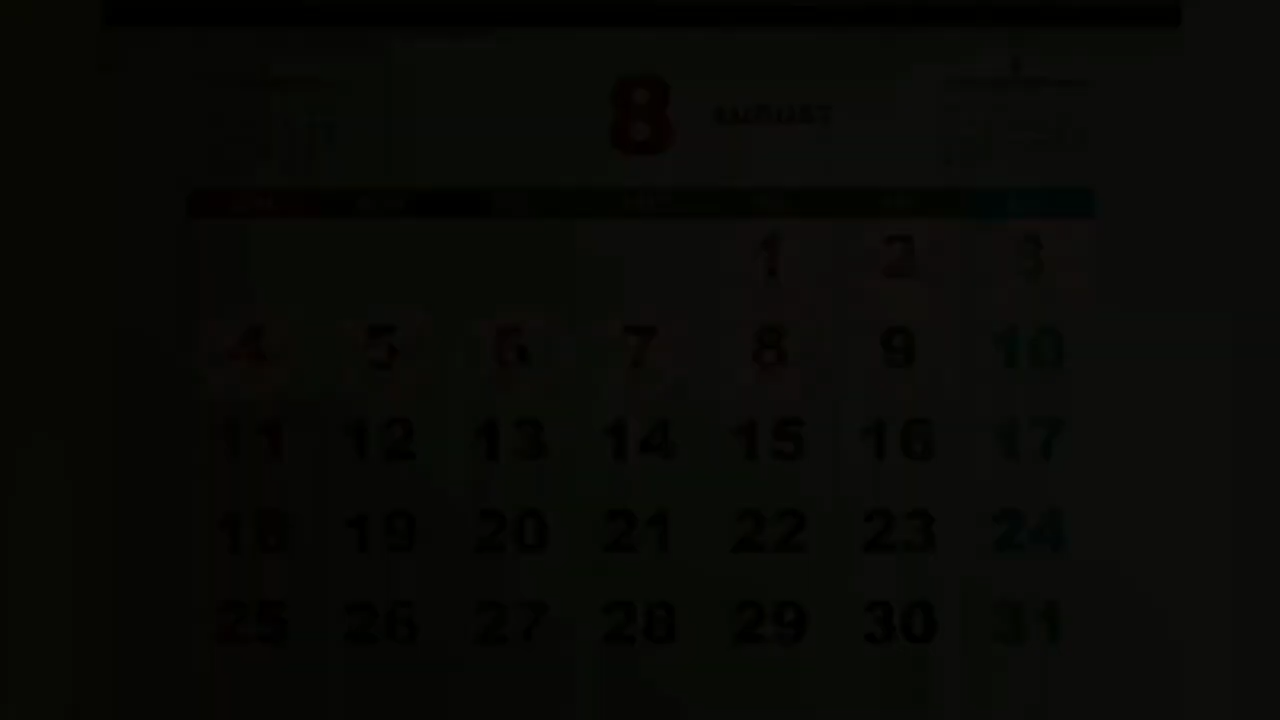 8 AUGUST
1 2 3
4 5 6 7 8 9 10
11 12 13 14 15 16 17
18 19 20 21 22 23 24
25 26 27 28 29 30 31